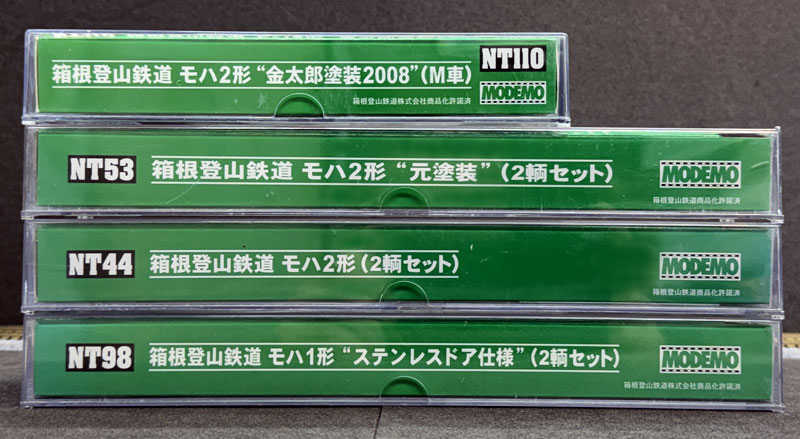 箱根登山鉄道 モハ2形 “金太郎塗装2008”(M車)
NT110
MODEMO
箱根登山鉄道株式会社商品化許諾済
NT53
箱根登山鉄道 モハ2形 “元塗装” (2輌セット)
MODEMO
箱根登山鉄道商品化許諾済
NT44
箱根登山鉄道 モハ2形 (2輌セット)
MODEMO
箱根登山鉄道商品化許諾済
NT98
箱根登山鉄道 モハ1形 “ステンレスドア仕様” (2輌セット)
MODEMO
箱根登山鉄道株式会社商品化許諾済